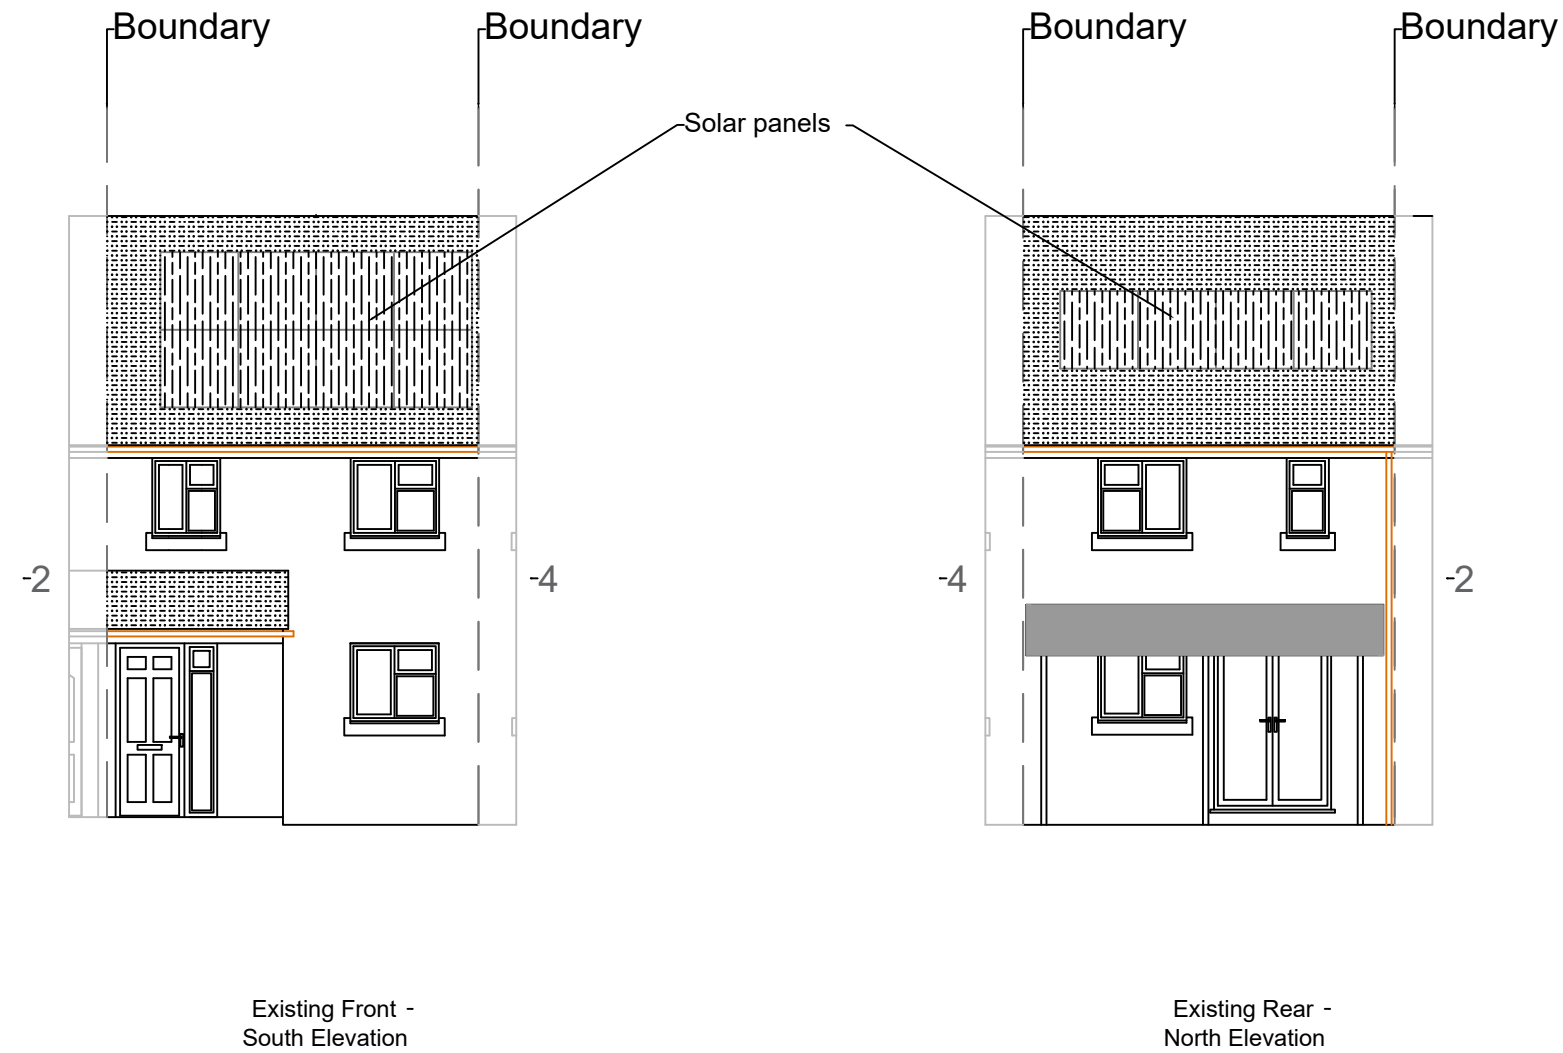 Boundary
Boundary
Boundary
Boundary
Solar panels
-2
-4
-4
-2
Existing Front -
South Elevation
Existing Rear -
North Elevation